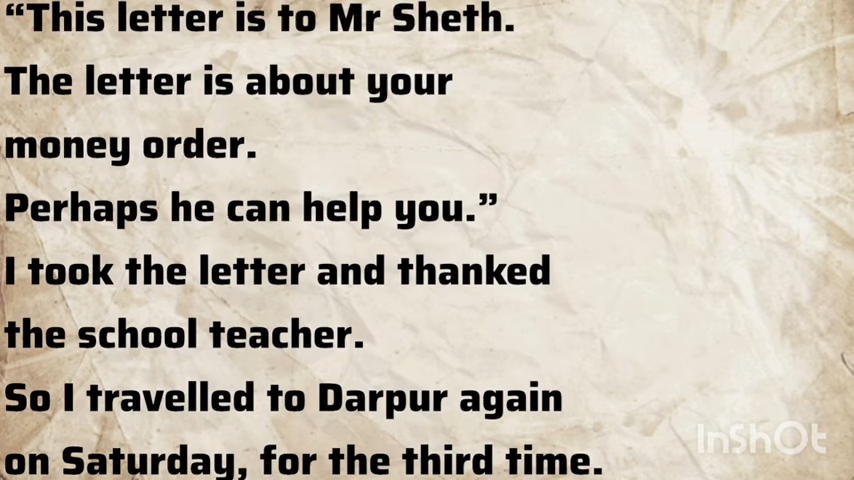 “This letter is to Mr Sheth.
The letter is about your
money order.
Perhaps he can help you.”
I took the letter and thanked
the school teacher.
So I travelled to Darpur again
on Saturday, for the third time.
InShOt